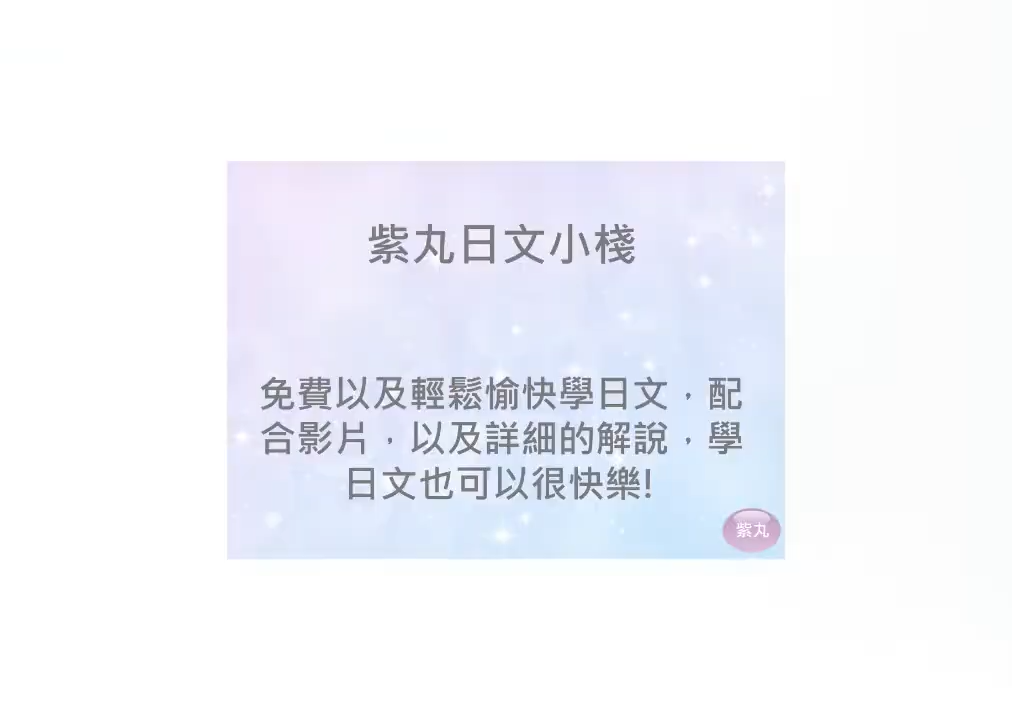 紫丸日文小棧
免費以及輕鬆愉快學日文，配
合影片，以及詳細的解說，學
日文也可以很快樂!
紫丸